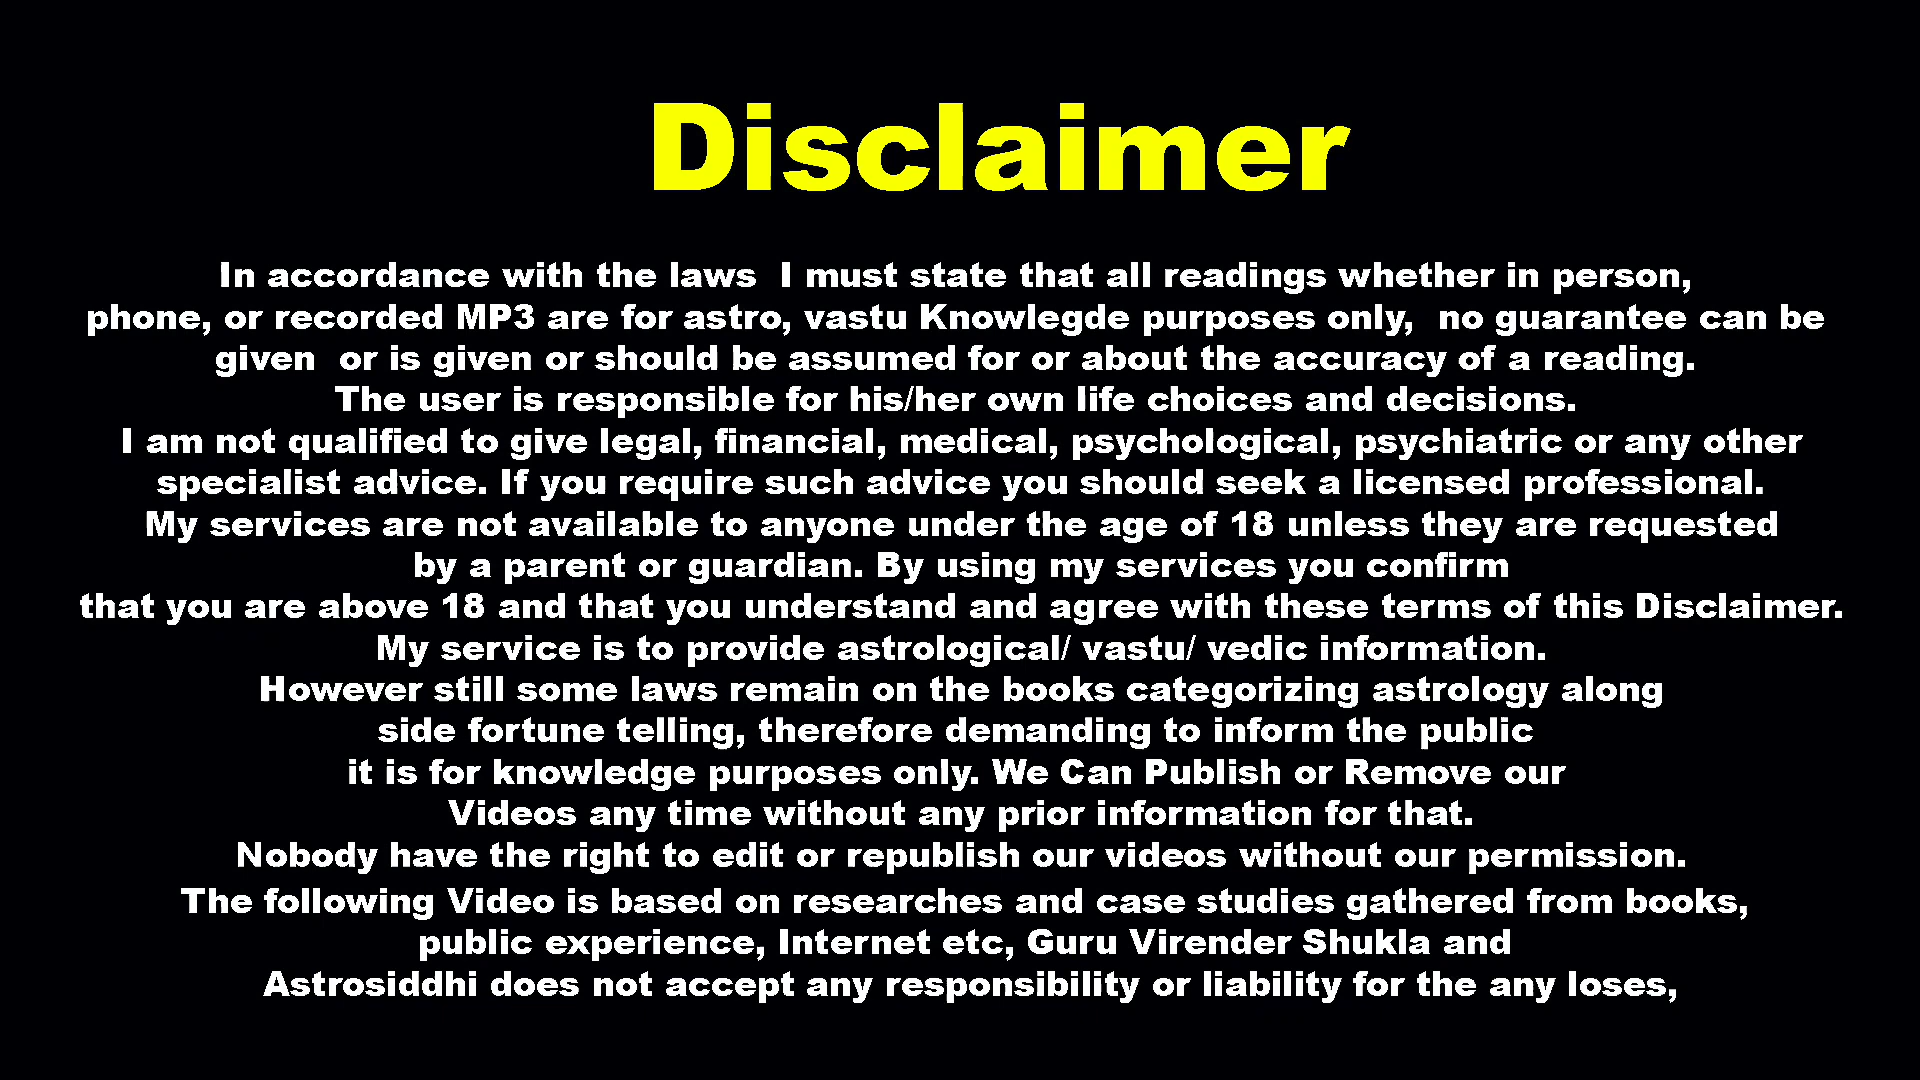 Disclaimer
In accordance with the laws  I must state that all readings whether in person,
phone, or recorded MP3 are for astro, vastu Knowlegde purposes only,  no guarantee can be
given  or is given or should be assumed for or about the accuracy of a reading.
The user is responsible for his/her own life choices and decisions.
I am not qualified to give legal, financial, medical, psychological, psychiatric or any other
specialist advice. If you require such advice you should seek a licensed professional.
My services are not available to anyone under the age of 18 unless they are requested
by a parent or guardian. By using my services you confirm
that you are above 18 and that you understand and agree with these terms of this Disclaimer.
My service is to provide astrological/ vastu/ vedic information.
However still some laws remain on the books categorizing astrology along
side fortune telling, therefore demanding to inform the public
it is for knowledge purposes only. We Can Publish or Remove our
Videos any time without any prior information for that.
Nobody have the right to edit or republish our videos without our permission.
The following Video is based on researches and case studies gathered from books,
public experience, Internet etc, Guru Virender Shukla and
Astrosiddhi does not accept any responsibility or liability for the any loses,